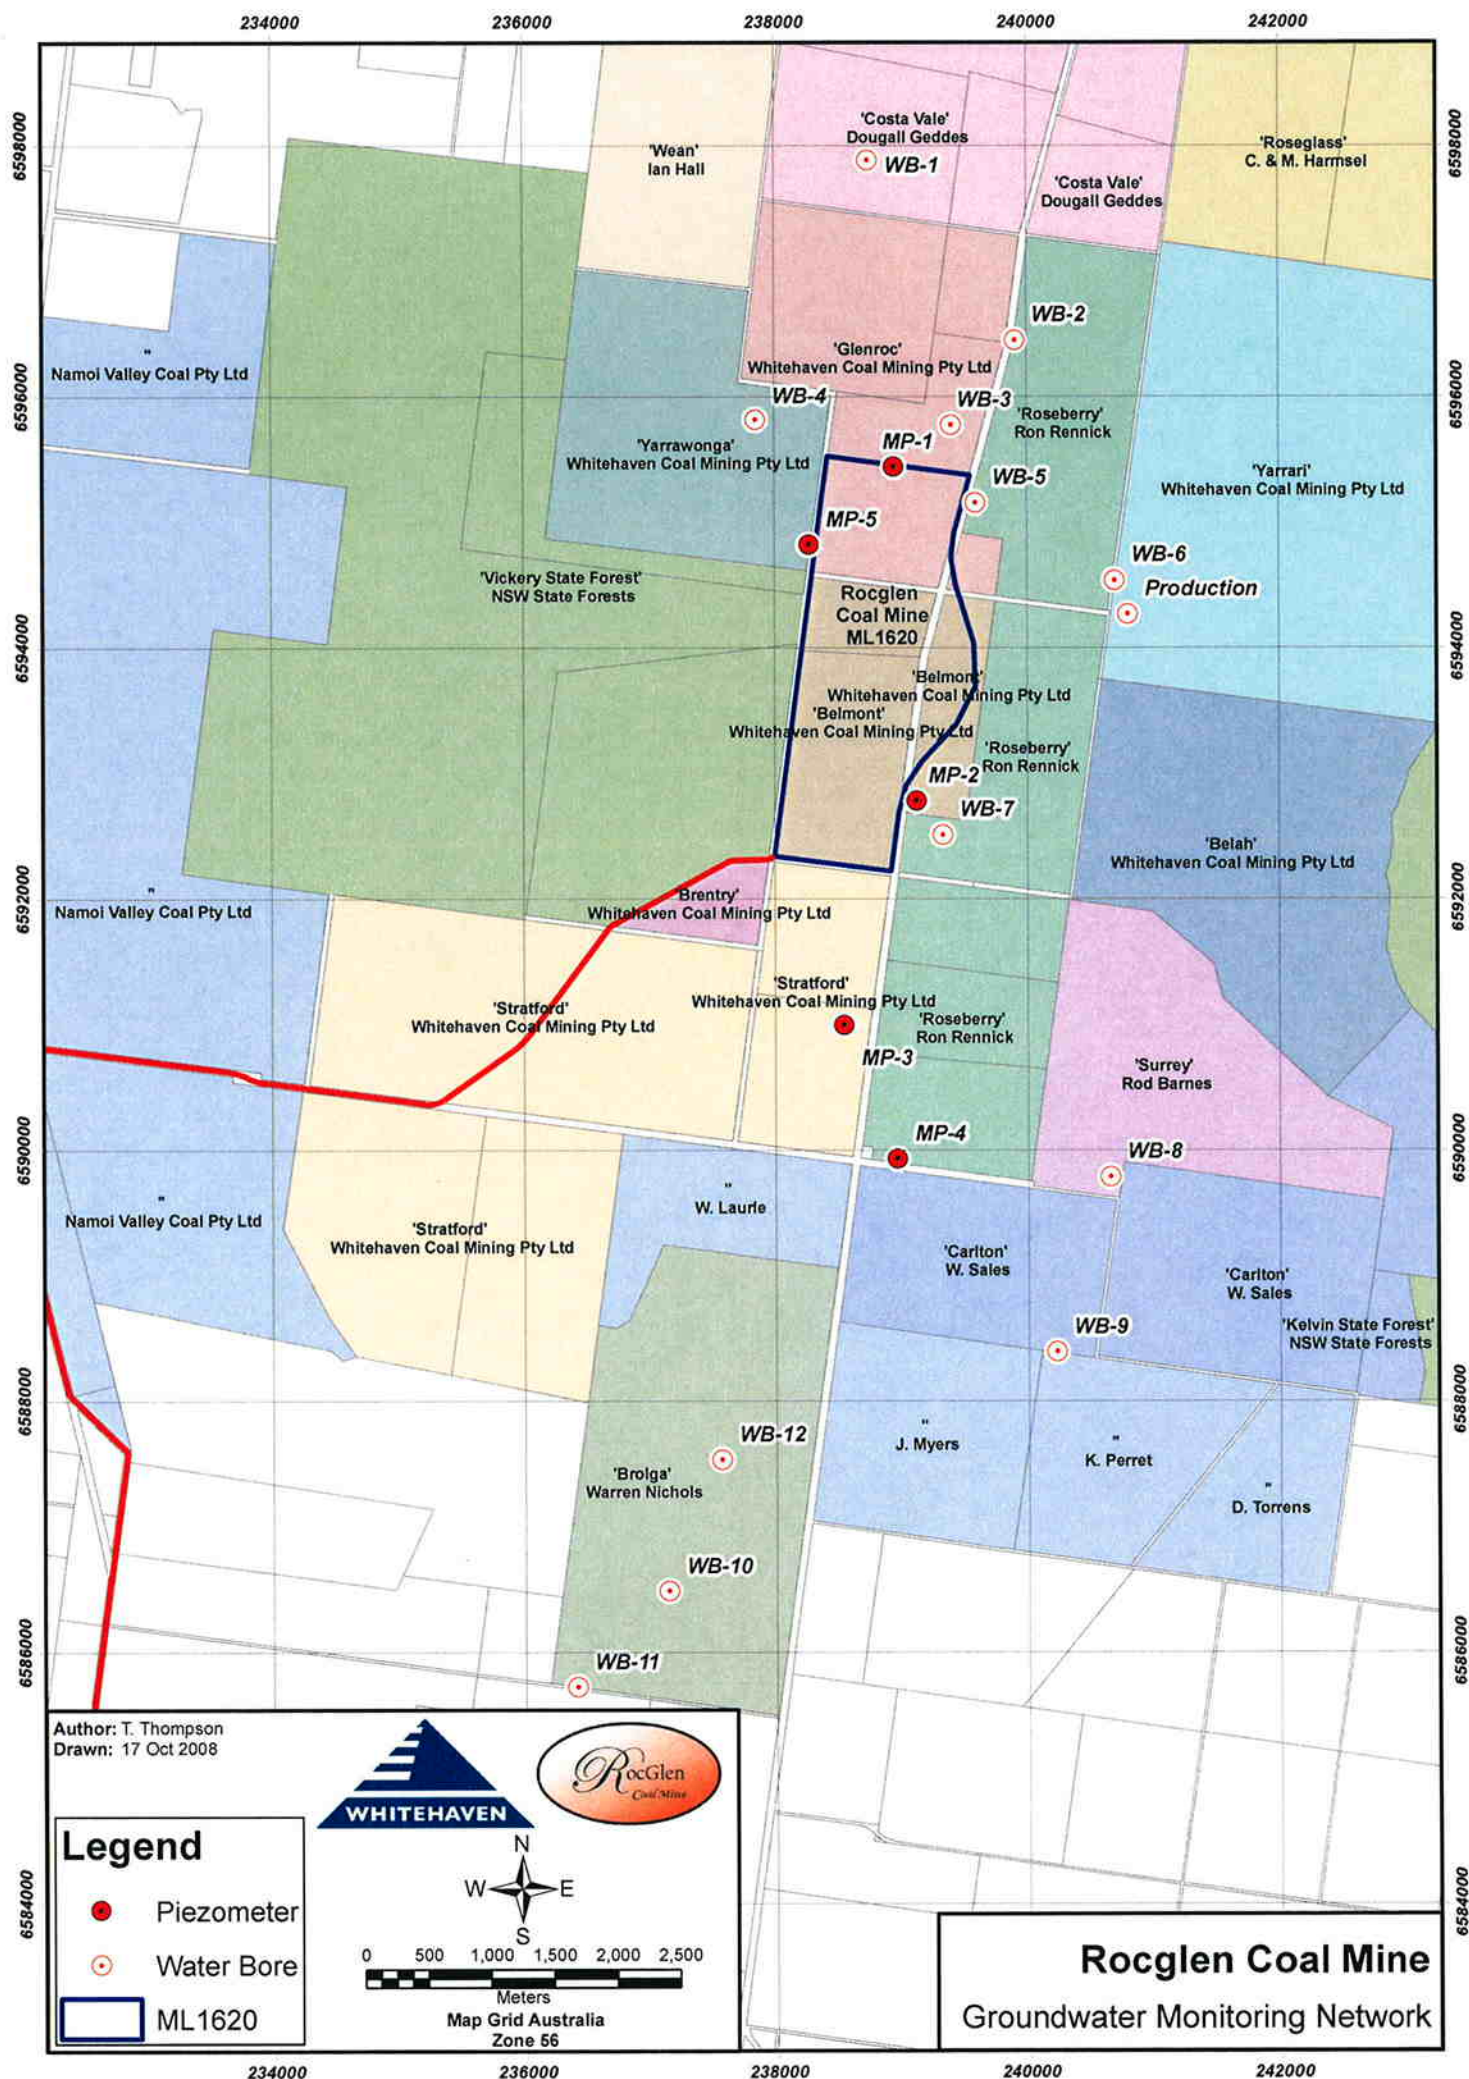 234000
236000
238000
240000
242000
6598000
6598000
'Costa Vale'
Dougall Geddes
WB-1
'Wean'
Ian Hall
'Roseglass'
C. & M. Harmsel
'Costa Vale'
Dougall Geddes
WB-2
"
Namoi Valley Coal Pty Ltd
'Glenroc'
Whitehaven Coal Mining Pty Ltd
6596000
6596000
WB-4
WB-3
'Roseberry'
Ron Rennick
MP-1
'Yarrawonga'
Whitehaven Coal Mining Pty Ltd
WB-5
'Yarrari'
Whitehaven Coal Mining Pty Ltd
MP-5
WB-6
Production
'Vickery State Forest'
NSW State Forests
Rocglen
Coal Mine
ML1620
6594000
6594000
'Belmont'
Whitehaven Coal Mining Pty Ltd
'Belmont'
Whitehaven Coal Mining Pty Ltd
'Roseberry'
Ron Rennick
MP-2
WB-7
'Belah'
Whitehaven Coal Mining Pty Ltd
6592000
6592000
"
Namoi Valley Coal Pty Ltd
'Brentry'
Whitehaven Coal Mining Pty Ltd
'Stratford'
Whitehaven Coal Mining Pty Ltd
'Stratford'
Whitehaven Coal Mining Pty Ltd
'Roseberry'
Ron Rennick
MP-3
'Surrey'
Rod Barnes
MP-4
WB-8
6590000
6590000
"
Namoi Valley Coal Pty Ltd
"
W. Laurie
'Stratford'
Whitehaven Coal Mining Pty Ltd
'Carlton'
W. Sales
'Carlton'
W. Sales
WB-9
'Kelvin State Forest'
NSW State Forests
6588000
6588000
WB-12
"
J. Myers
"
K. Perret
'Brolga'
Warren Nichols
"
D. Torrens
WB-10
6586000
6586000
WB-11
Author: T. Thompson
Drawn: 17 Oct 2008
WHITEHAVEN
RocGlen
Coal Mine
Legend
Piezometer
Water Bore
ML1620
N
W
E
S
0 500 1,000 1,500 2,000 2,500
Meters
Map Grid Australia
Zone 56
6584000
6584000
Rocglen Coal Mine
Groundwater Monitoring Network
234000
236000
238000
240000
242000